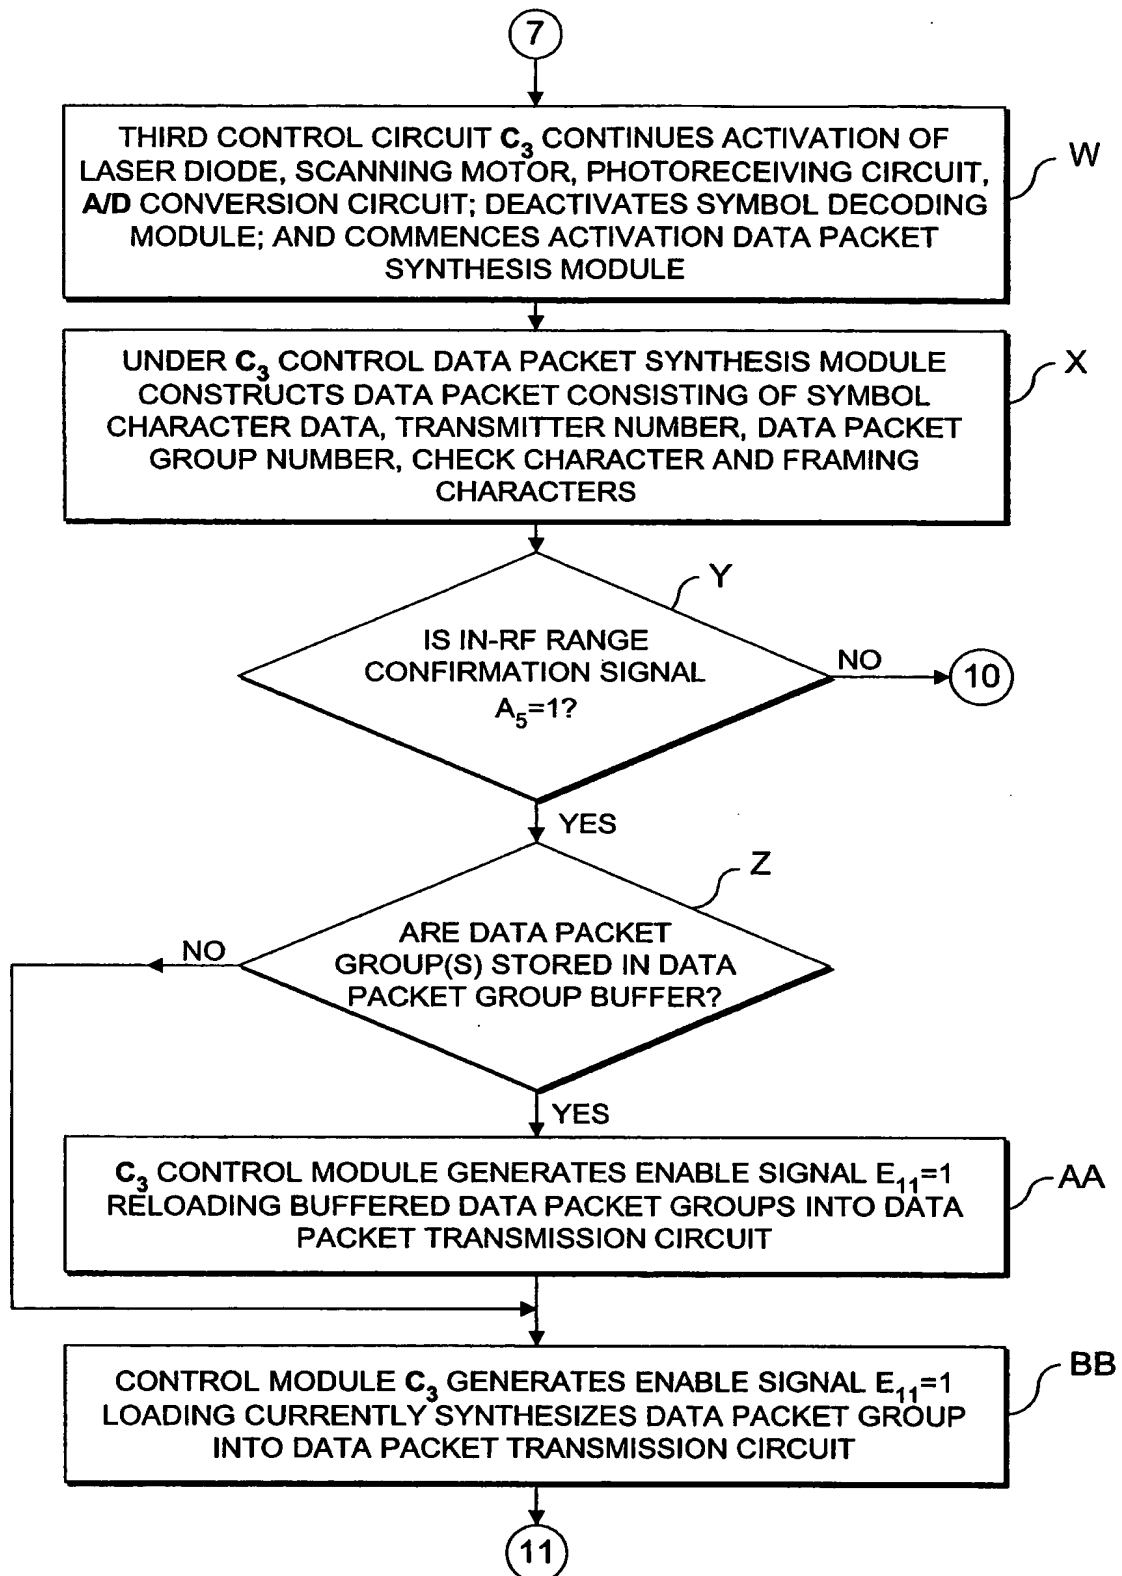 7
THIRD CONTROL CIRCUIT C3 CONTINUES ACTIVATION OF
LASER DIODE, SCANNING MOTOR, PHOTORECEIVING CIRCUIT,
A/D CONVERSION CIRCUIT; DEACTIVATES SYMBOL DECODING
MODULE; AND COMMENCES ACTIVATION DATA PACKET
SYNTHESIS MODULE
W
UNDER C3 CONTROL DATA PACKET SYNTHESIS MODULE
CONSTRUCTS DATA PACKET CONSISTING OF SYMBOL
CHARACTER DATA, TRANSMITTER NUMBER, DATA PACKET
GROUP NUMBER, CHECK CHARACTER AND FRAMING
CHARACTERS
X
IS IN-RF RANGE
CONFIRMATION SIGNAL
A5=1?
Y
NO
10
YES
ARE DATA PACKET
GROUP(S) STORED IN DATA
PACKET GROUP BUFFER?
Z
NO
YES
C3 CONTROL MODULE GENERATES ENABLE SIGNAL E11=1
RELOADING BUFFERED DATA PACKET GROUPS INTO DATA
PACKET TRANSMISSION CIRCUIT
AA
CONTROL MODULE C3 GENERATES ENABLE SIGNAL E11=1
LOADING CURRENTLY SYNTHESIZES DATA PACKET GROUP
INTO DATA PACKET TRANSMISSION CIRCUIT
BB
11